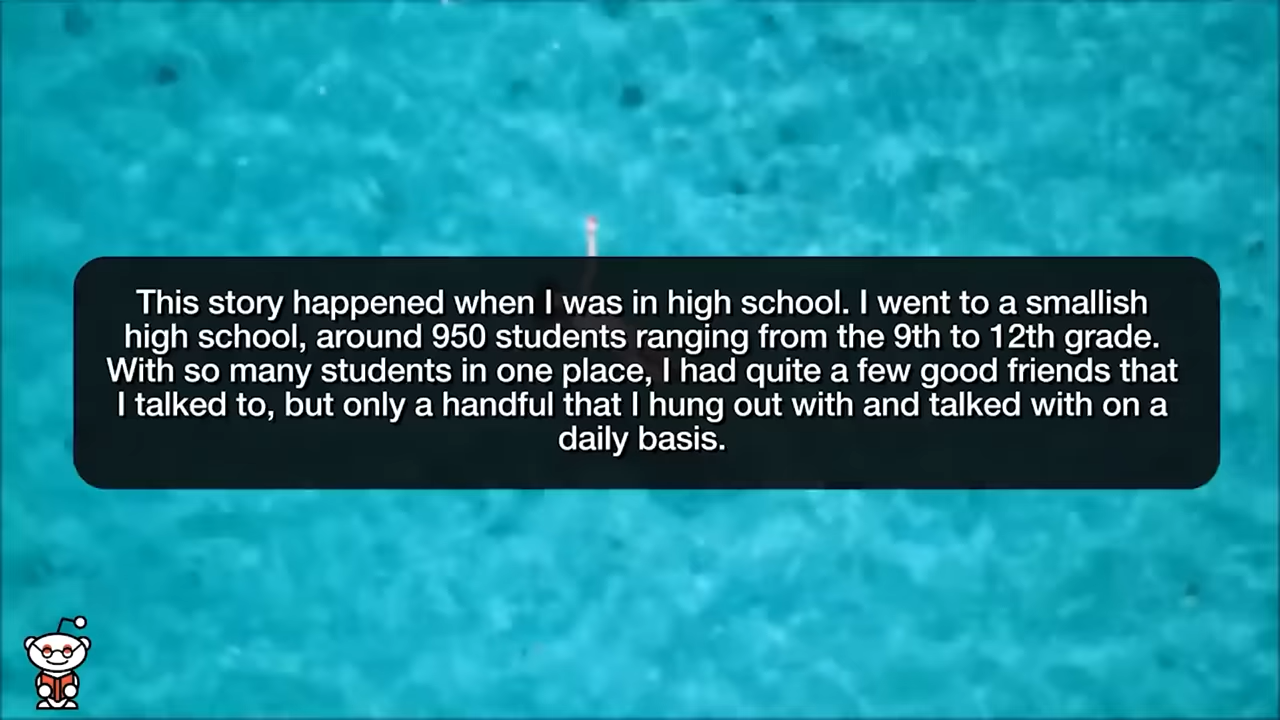 This story happened when I was in high school. I went to a smallish
high school, around 950 students ranging from the 9th to 12th grade.
With so many students in one place, I had quite a few good friends that
I talked to, but only a handful that I hung out with and talked with on a
daily basis.